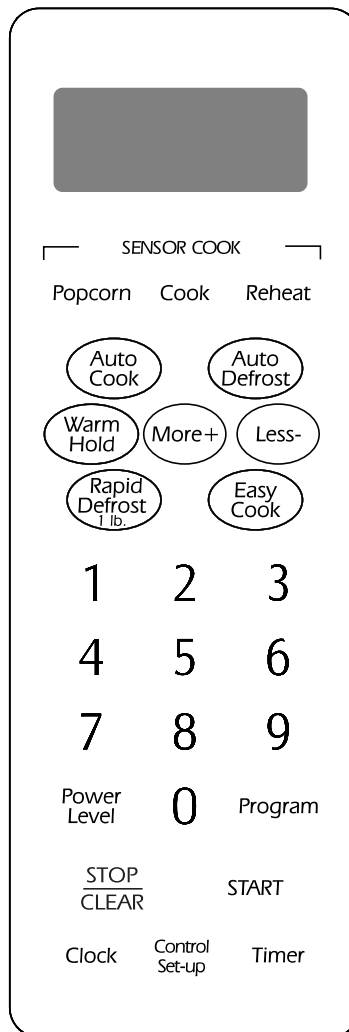 SENSOR COOK
Popcorn Cook Reheat
Auto
Cook
Auto
Defrost
Warm
Hold
More+
Less-
Rapid
Defrost
1 lb.
Easy
Cook
1 2 3
4 5 6
7 8 9
Power
Level
0
Program
STOP
CLEAR
START
Clock
Control
Set-up
Timer